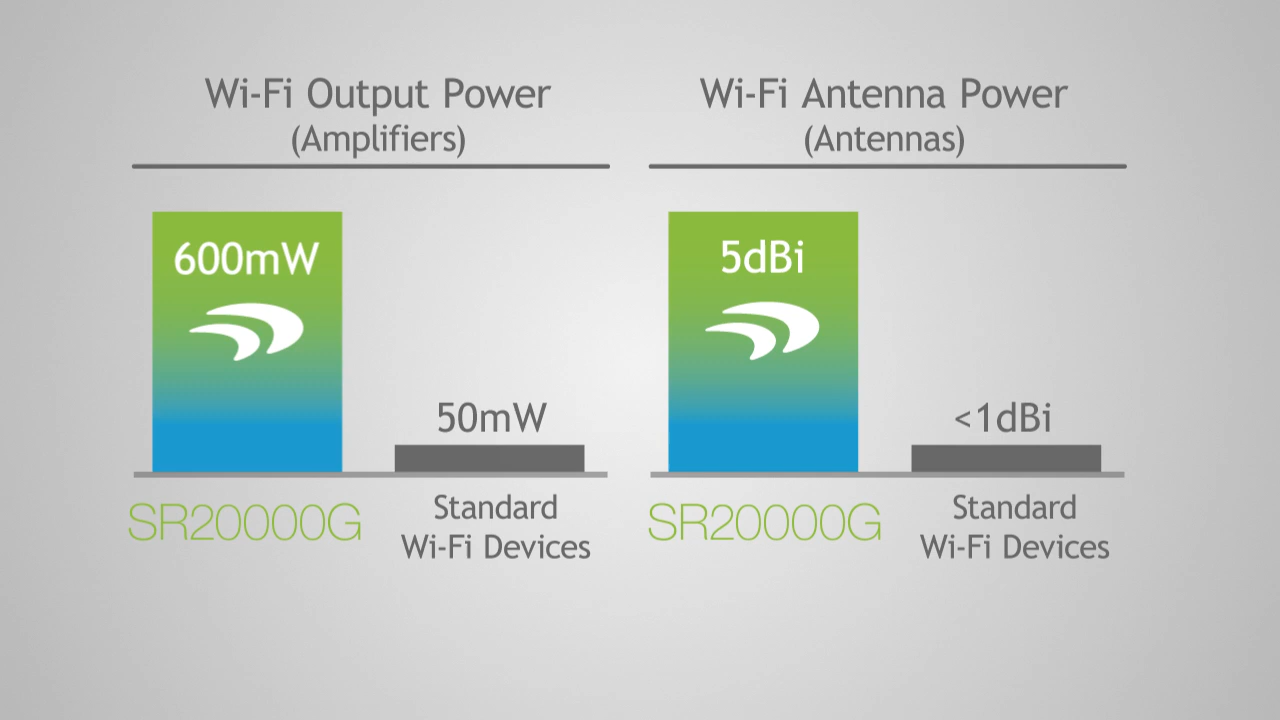 Wi-Fi Output Power
(Amplifiers)
600mW
50mW
SR20000G
Standard
Wi-Fi Devices
Wi-Fi Antenna Power
(Antennas)
5dBi
<1dBi
SR20000G
Standard
Wi-Fi Devices